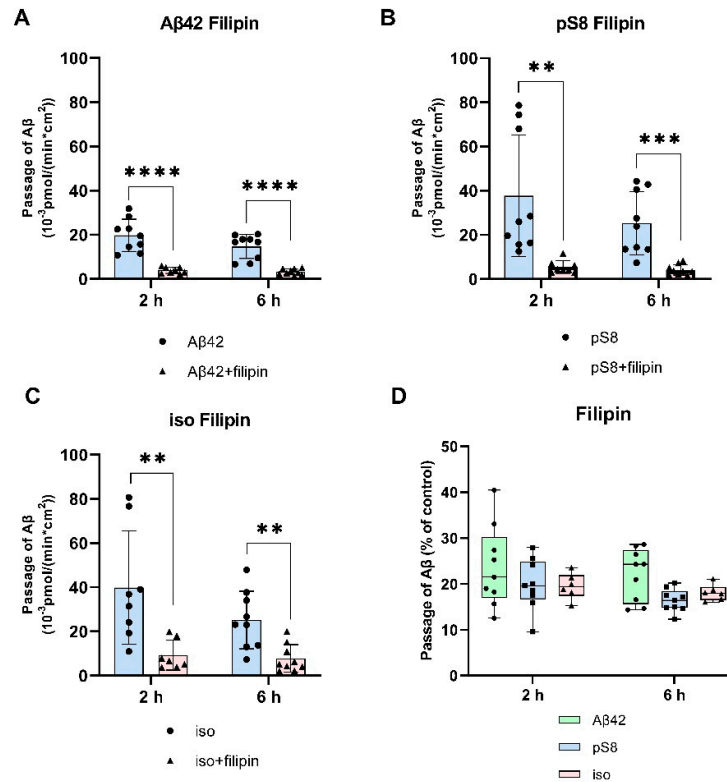 A
Aβ42 Filipin
Passage of Aβ
(10⁻³pmol/(min*cm²))
100
80
60
40
20
0
****
****
2 h
6 h
Aβ42
Aβ42+filipin
B
pS8 Filipin
Passage of Aβ
(10⁻³pmol/(min*cm²))
100
80
60
40
20
0
**
***
2 h
6 h
pS8
pS8+filipin
C
iso Filipin
Passage of Aβ
(10⁻³pmol/(min*cm²))
100
80
60
40
20
0
**
**
2 h
6 h
iso
iso+filipin
D
Filipin
Passage of Aβ (% of control)
50
40
30
20
10
0
2 h
6 h
Aβ42
pS8
iso